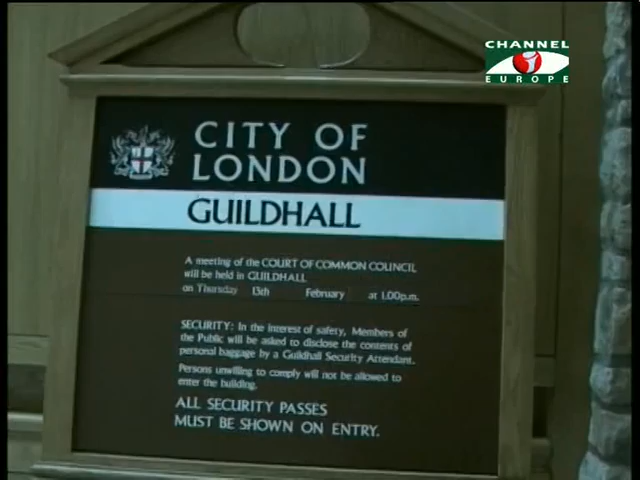 CHANNEL
i
EUROPE
CITY OF
LONDON
GUILDHALL
A meeting of the COURT OF COMMON COUNCIL
will be held in GUILDHALL
on Thursday 13th February at 1.00p.m.
SECURITY: In the interest of safety, Members of
the Public will be asked to disclose the contents of
personal baggage by a Guildhall Security Attendant.
Persons unwilling to comply will not be allowed to
enter the building.
ALL SECURITY PASSES
MUST BE SHOWN ON ENTRY.